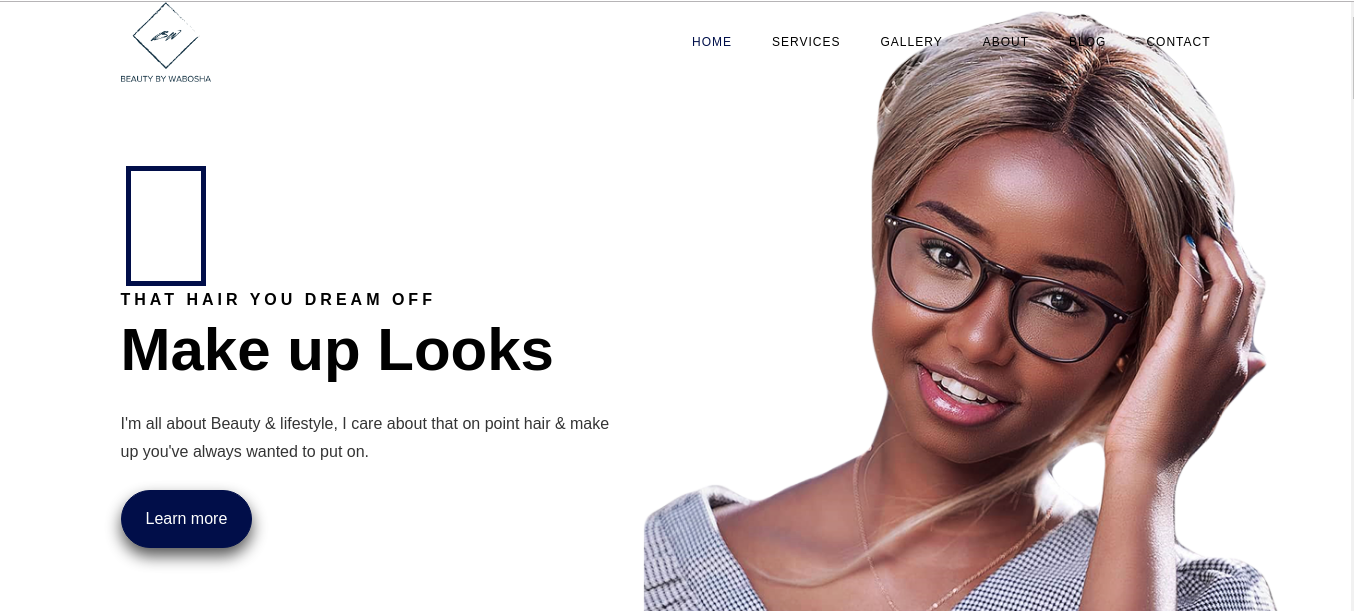 BW
BEAUTY BY WABOSHA
HOME SERVICES GALLERY ABOUT BLOG CONTACT
THAT HAIR YOU DREAM OFF
Make up Looks
I'm all about Beauty & lifestyle, I care about that on point hair & make
up you've always wanted to put on.
Learn more